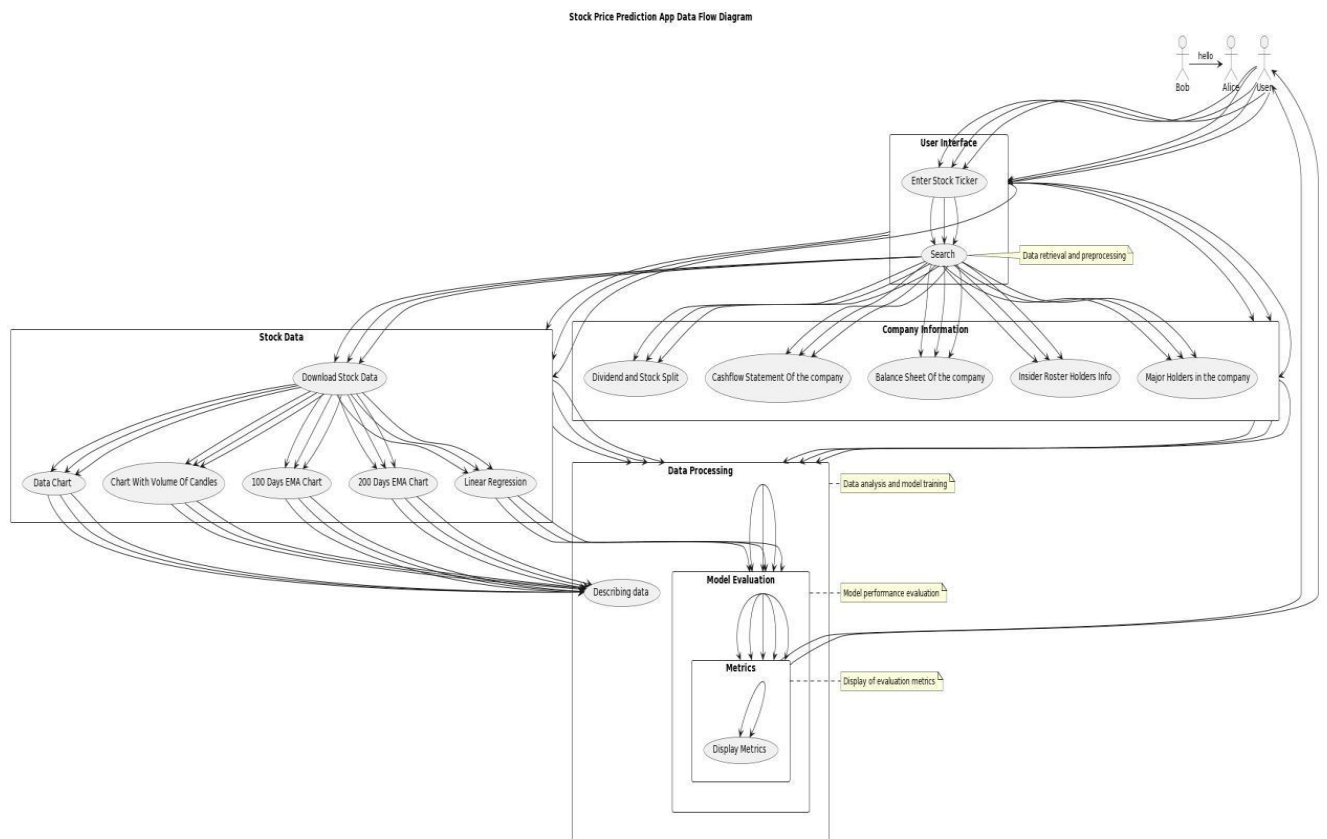 Stock Price Prediction App Data Flow Diagram
hello
Bob
Alice
User
User Interface
Enter Stock Ticker
Search
Data retrieval and preprocessing
Stock Data
Company Information
Download Stock Data
Dividend and Stock Split
Cashflow Statement Of the company
Balance Sheet Of the company
Insider Roster Holders Info
Major Holders in the company
Data Chart
Chart With Volume Of Candles
100 Days EMA Chart
200 Days EMA Chart
Linear Regression
Data Processing
Data analysis and model training
Model Evaluation
Describing data
Model performance evaluation
Metrics
Display of evaluation metrics
Display Metrics